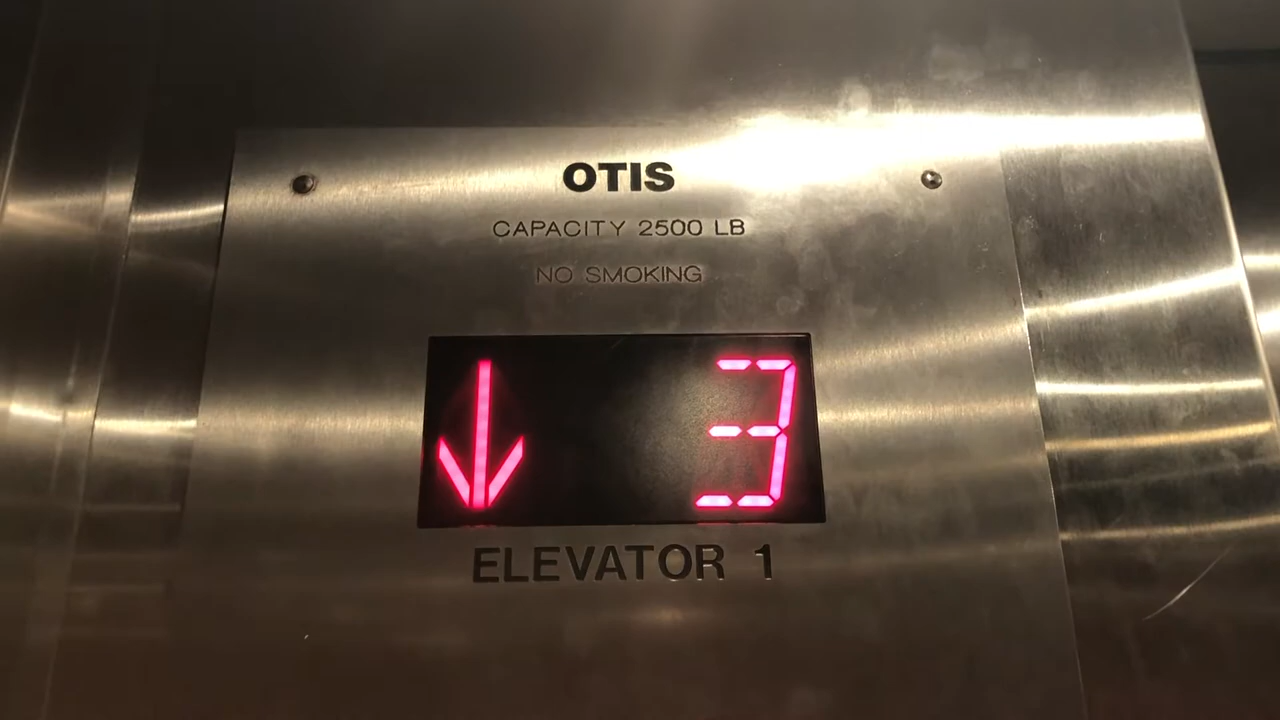 OTIS
CAPACITY 2500 LB
NO SMOKING
3
ELEVATOR 1